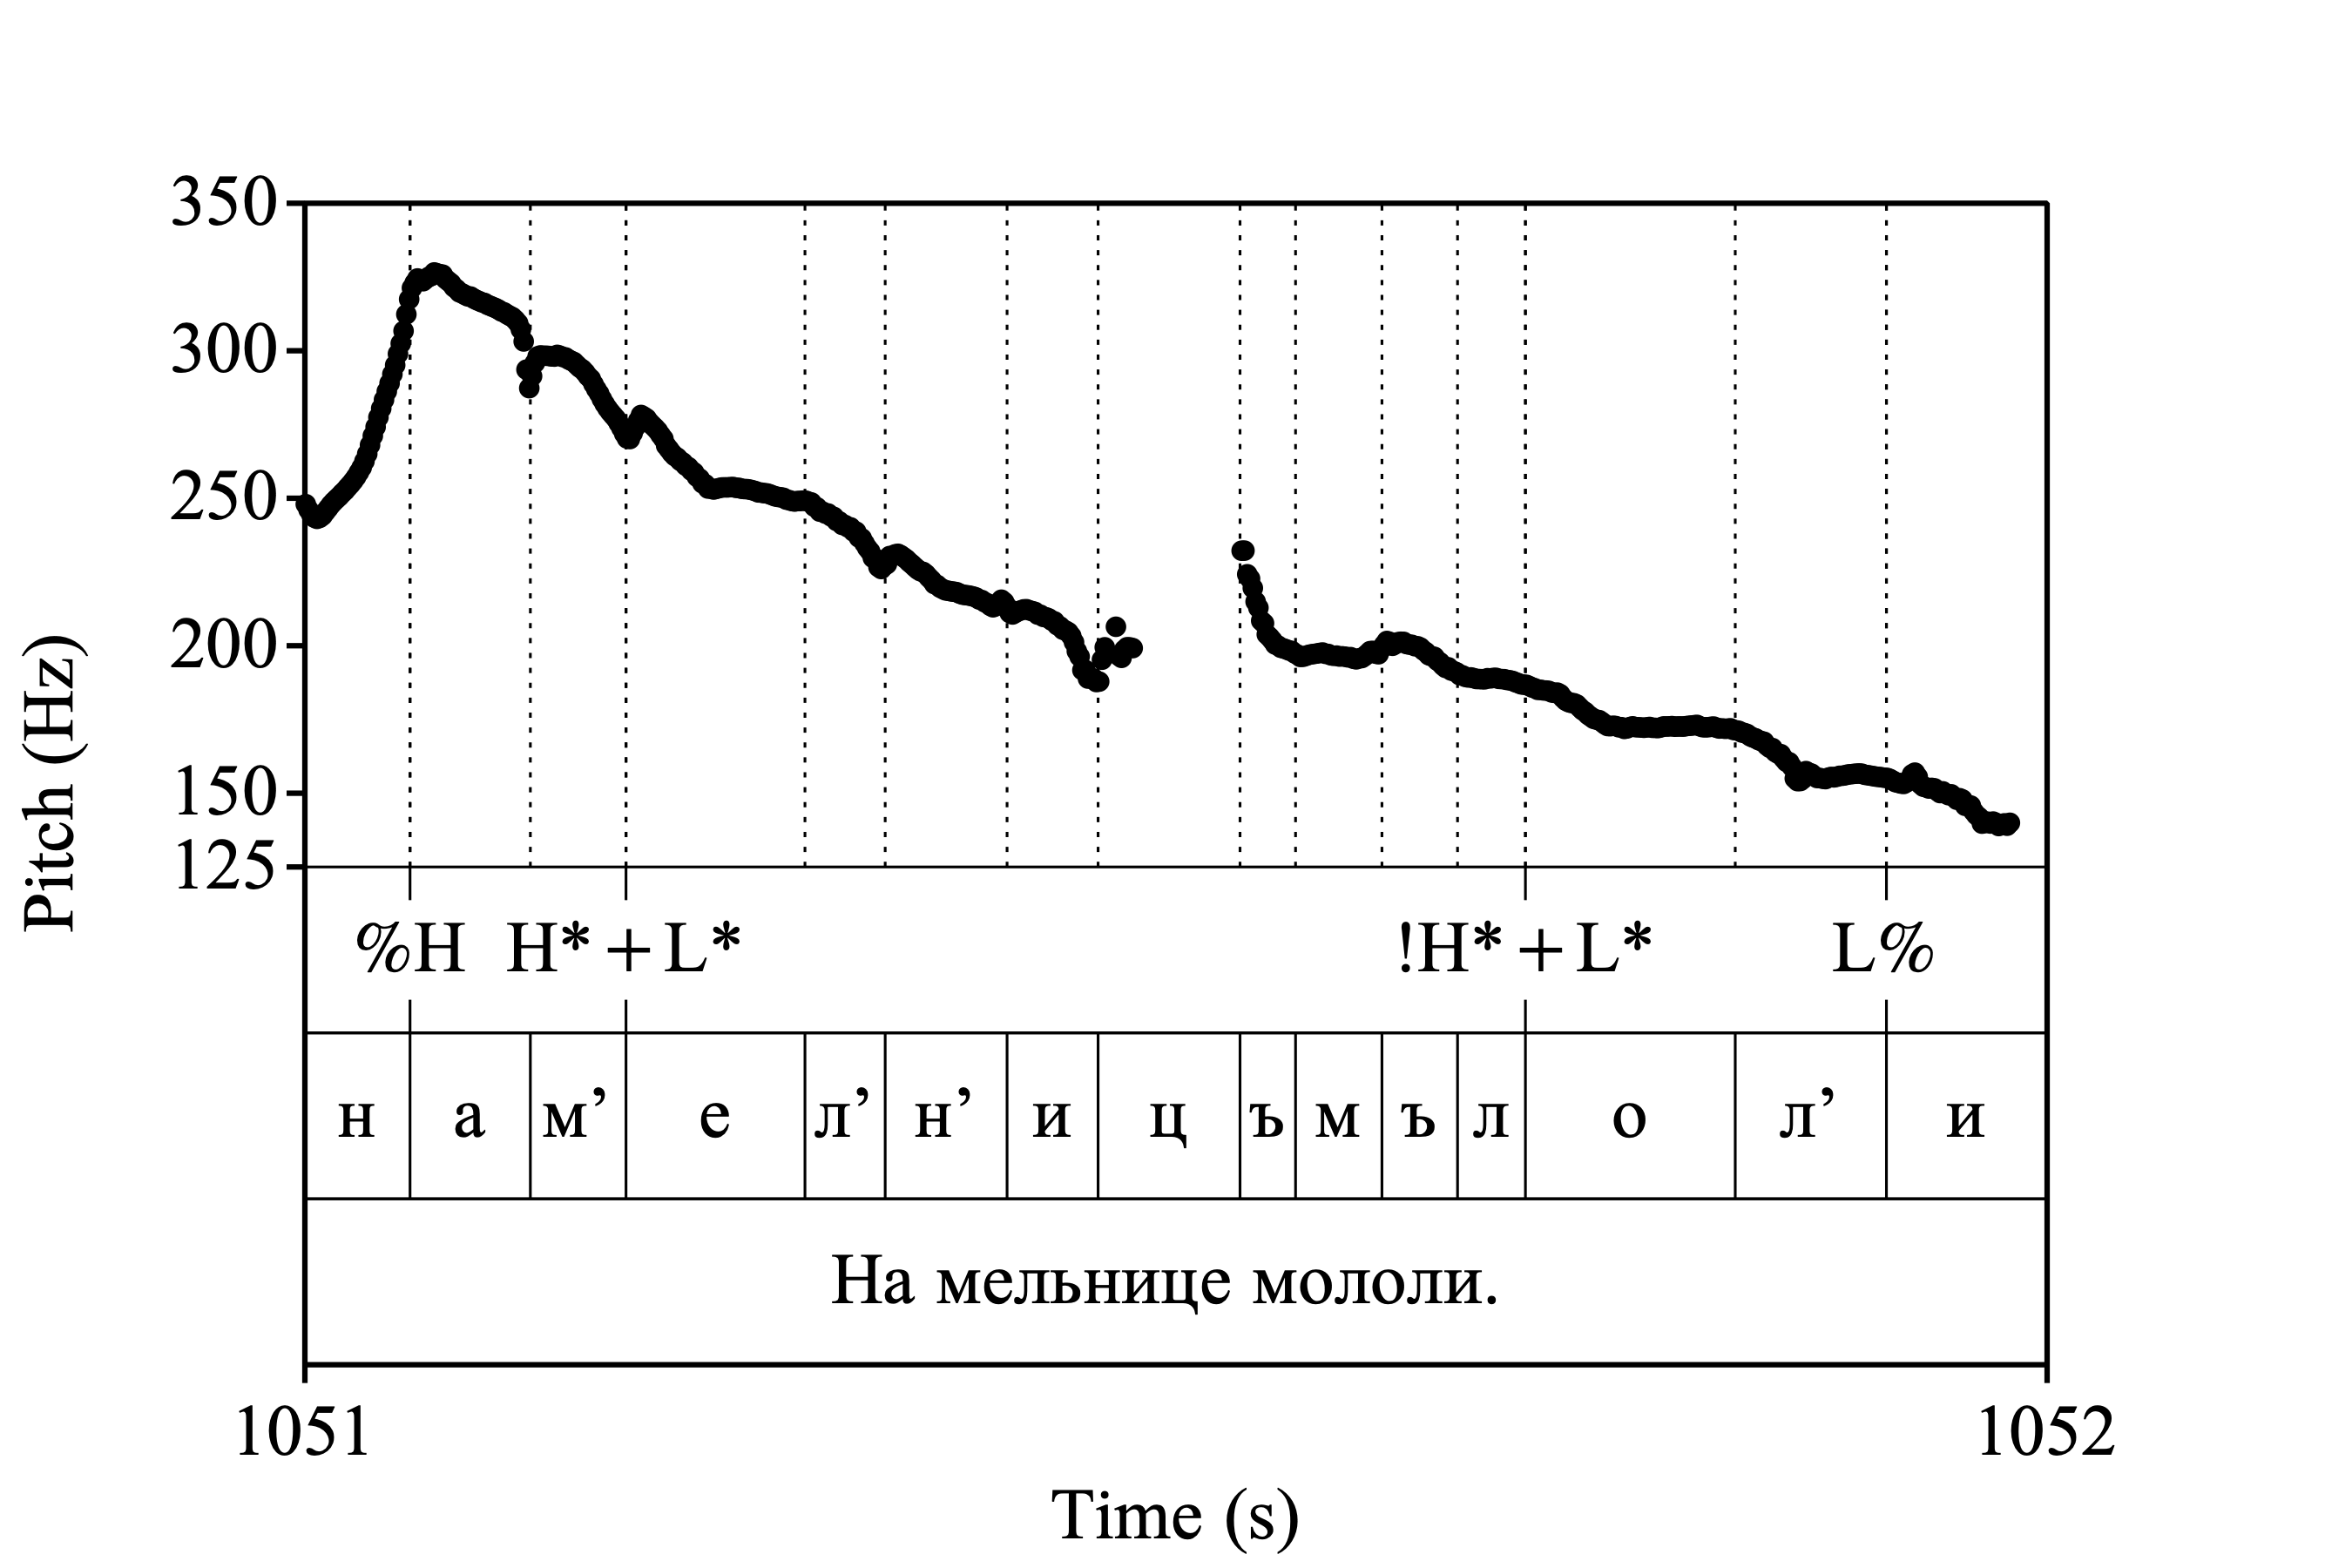 350
300
250
200
150
125
Pitch (Hz)
%H H*+L* !H*+L* L%
н а м’ е л’ н’ и ц ъ м ъ л о л’ и
На мельнице мололи.
1051 1052
Time (s)